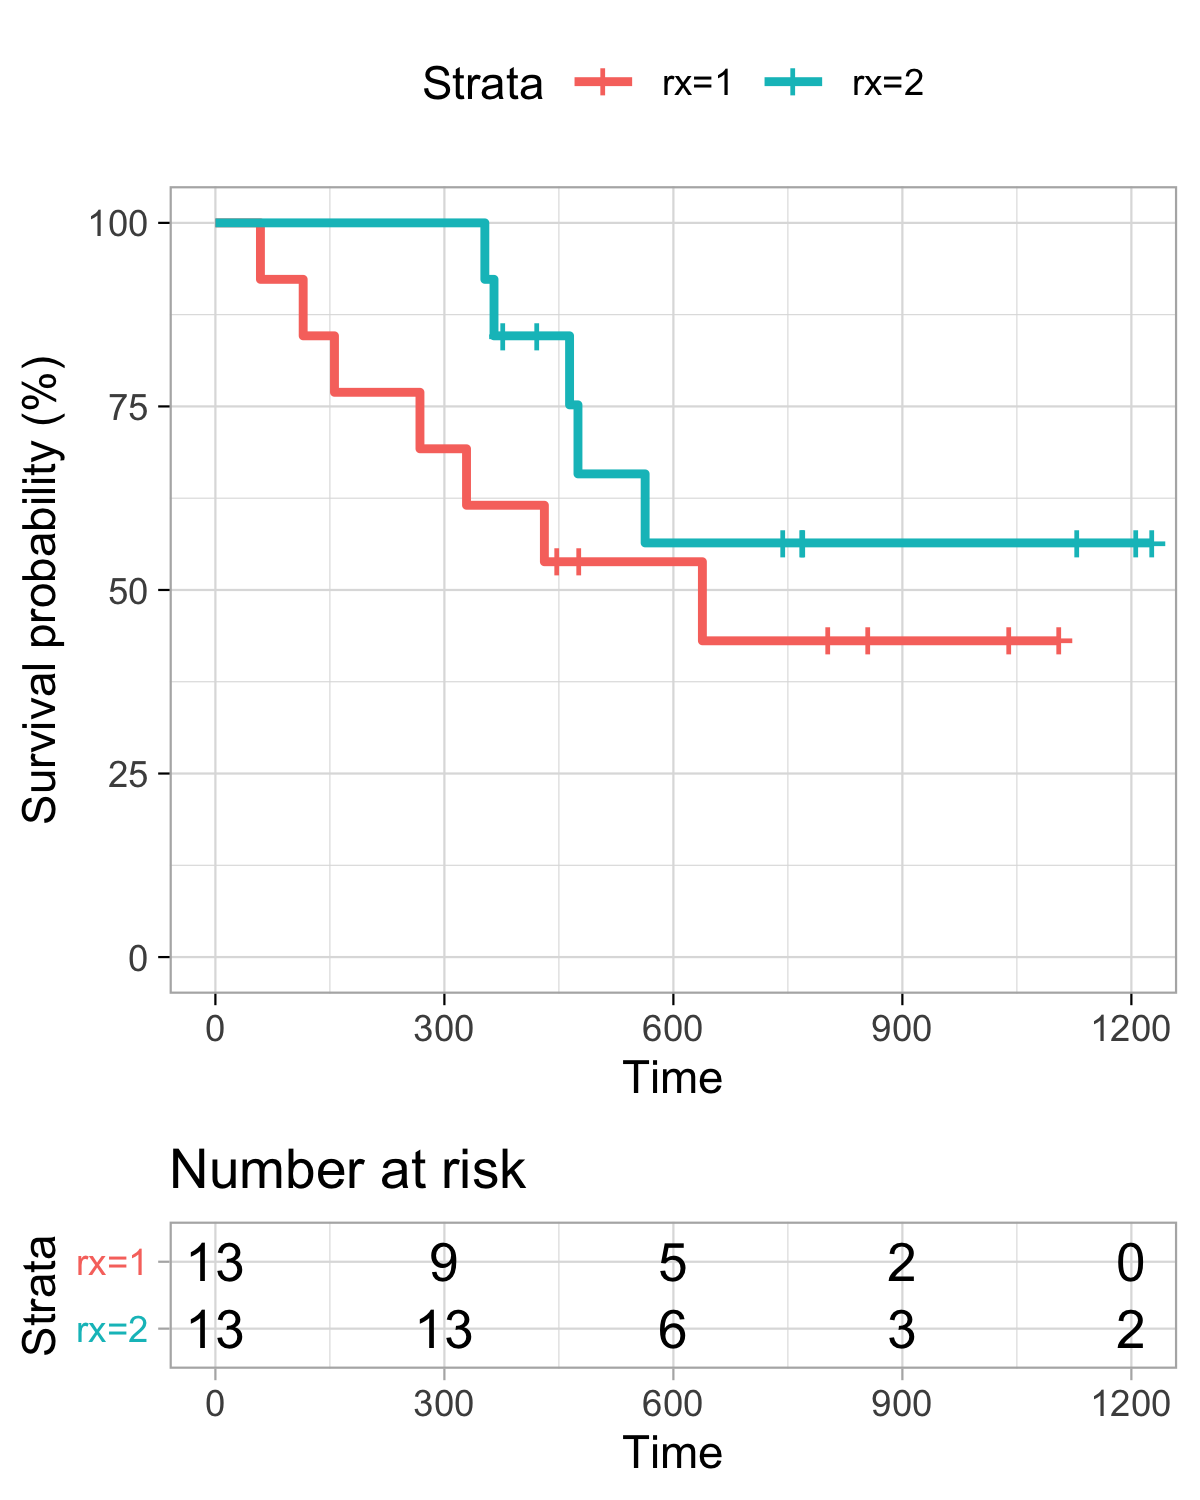 Strata rx=1 rx=2
Survival probability (%)
100
75
50
25
0
0 300 600 900 1200
Time
Number at risk
Strata
rx=1 13 9 5 2 0
rx=2 13 13 6 3 2
0 300 600 900 1200
Time